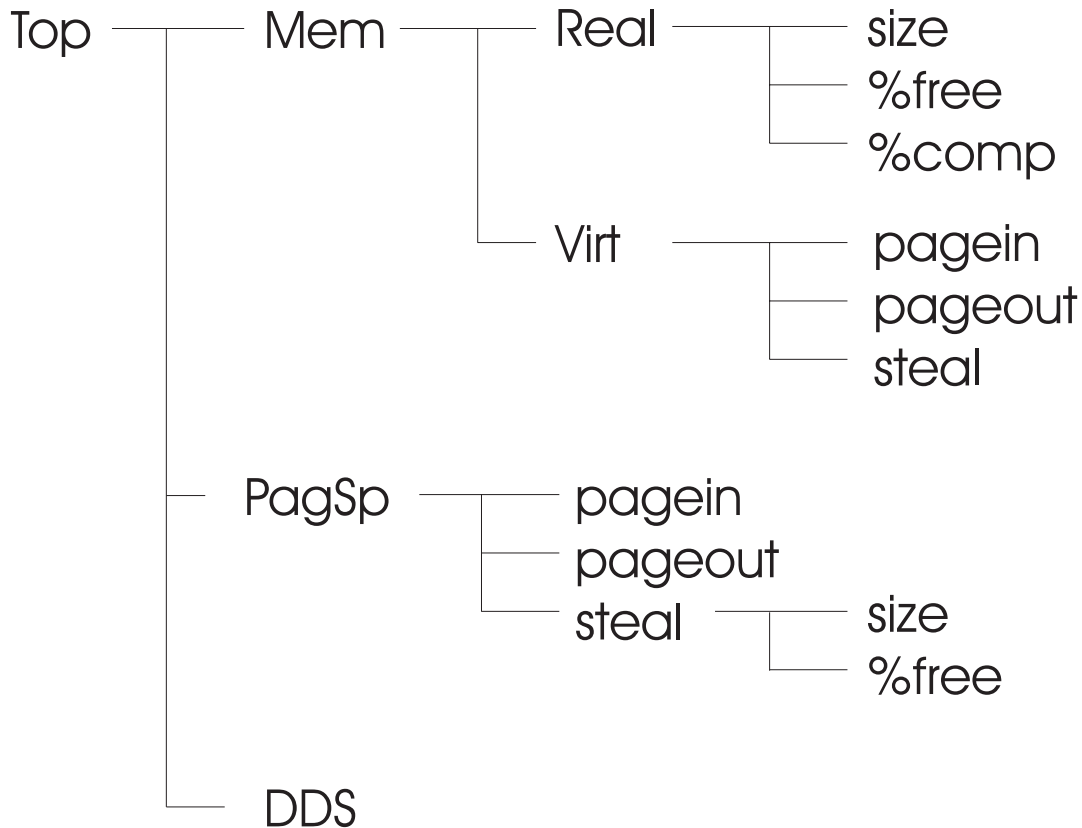 Top Mem Real size
%free
%comp
Virt pagein
pageout
steal
PagSp pagein
pageout
steal size
%free
DDS